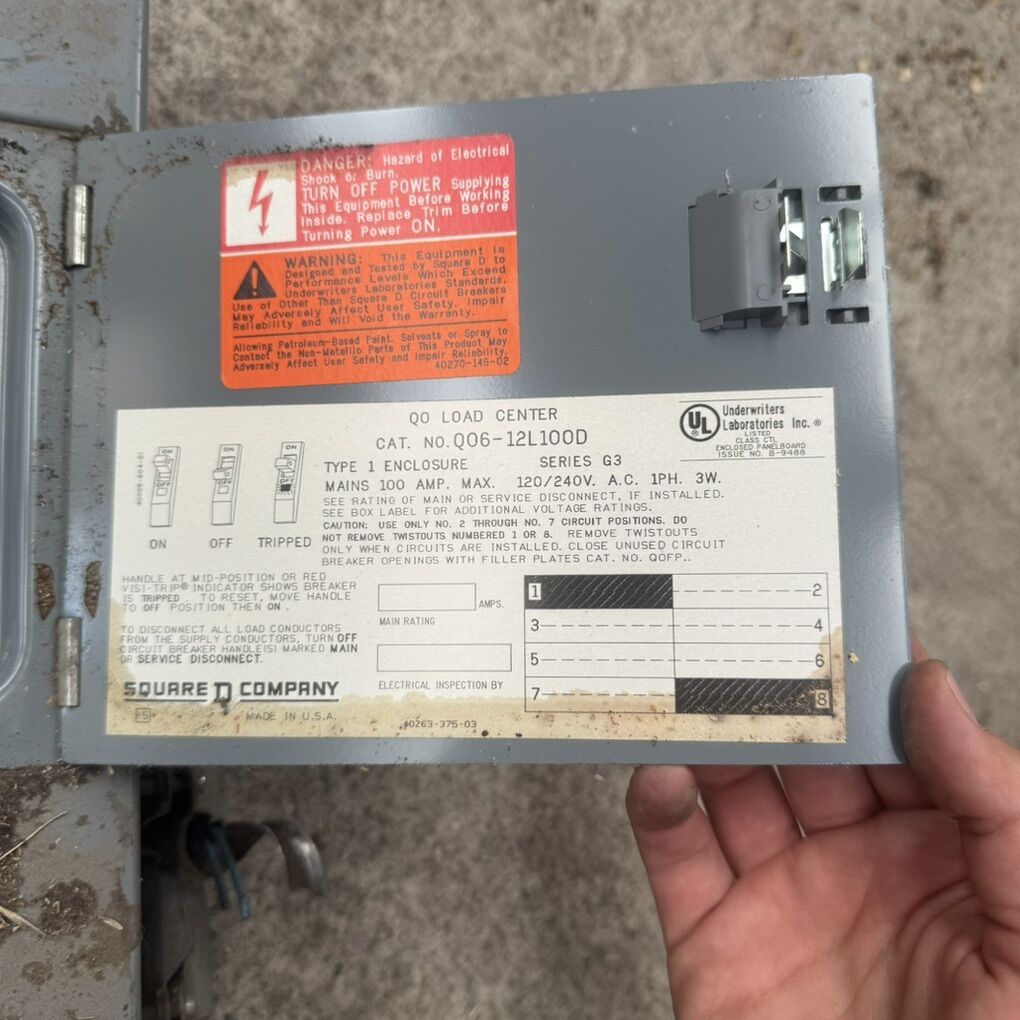 DANGER: Hazard of Electrical
Shock or Burn.
TURN OFF POWER Supplying
This Equipment Before Working
Inside. Replace Trim Before
Turning Power ON.
WARNING: This Equipment is
Designed and Tested by Square D to
Performance Levels Which Exceed
Underwriters Laboratories Standards.
Use of Other Than Square D Circuit Breakers
May Adversely Affect User Safety, Impair
Reliability and Will Void the Warranty.
Allowing Petroleum-Based Paint, Solvents or Spray to
Contact the Non-Metallic Parts of This Product May
Adversely Affect User Safety and Impair Reliability.
40270-145-02
QO LOAD CENTER
CAT. NO. QO6-12L100D
TYPE 1 ENCLOSURE SERIES G3
MAINS 100 AMP. MAX. 120/240V. A.C. 1PH. 3W.
SEE RATING OF MAIN OR SERVICE DISCONNECT, IF INSTALLED.
SEE BOX LABEL FOR ADDITIONAL VOLTAGE RATINGS.
CAUTION: USE ONLY NO. 2 THROUGH NO. 7 CIRCUIT POSITIONS. DO
NOT REMOVE TWISTOUTS NUMBERED 1 OR 8. REMOVE TWISTOUTS
ONLY WHEN CIRCUITS ARE INSTALLED. CLOSE UNUSED CIRCUIT
BREAKER OPENINGS WITH FILLER PLATES CAT. NO. QOFP..
UL
Underwriters
Laboratories Inc.®
LISTED
CLASS CTL
ENCLOSED PANELBOARD
ISSUE NO. B-9488
ON
OFF
ON
OFF
ON
OFF
ON OFF TRIPPED
HANDLE AT MID-POSITION OR RED
VISI-TRIP® INDICATOR SHOWS BREAKER
IS TRIPPED. TO RESET, MOVE HANDLE
TO OFF POSITION THEN ON.
TO DISCONNECT ALL LOAD CONDUCTORS
FROM THE SUPPLY CONDUCTORS, TURN OFF
CIRCUIT BREAKER HANDLE(S) MARKED MAIN
OR SERVICE DISCONNECT.
SQUARE D COMPANY
MADE IN U.S.A.
AMPS.
MAIN RATING
ELECTRICAL INSPECTION BY
40263-375-03
1 2
3 4
5 6
7 8